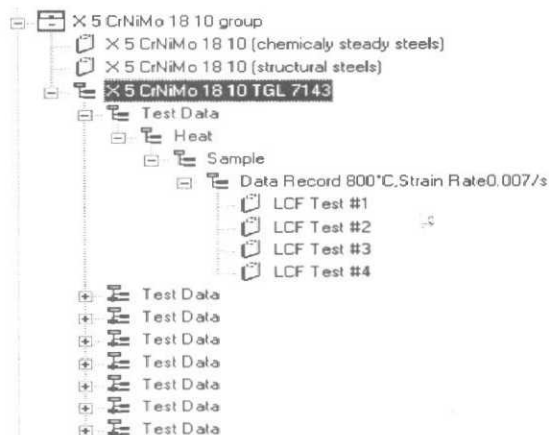 X 5 CrNiMo 18 10 group
X 5 CrNiMo 18 10 (chemicaly steady steels)
X 5 CrNiMo 18 10 (structural steels)
X 5 CrNiMo 18 10 TGL 7143
Test Data
Heat
Sample
Data Record 800°C,Strain Rate0.007/s
LCF Test #1
LCF Test #2
LCF Test #3
LCF Test #4
Test Data
Test Data
Test Data
Test Data
Test Data
Test Data
Test Data